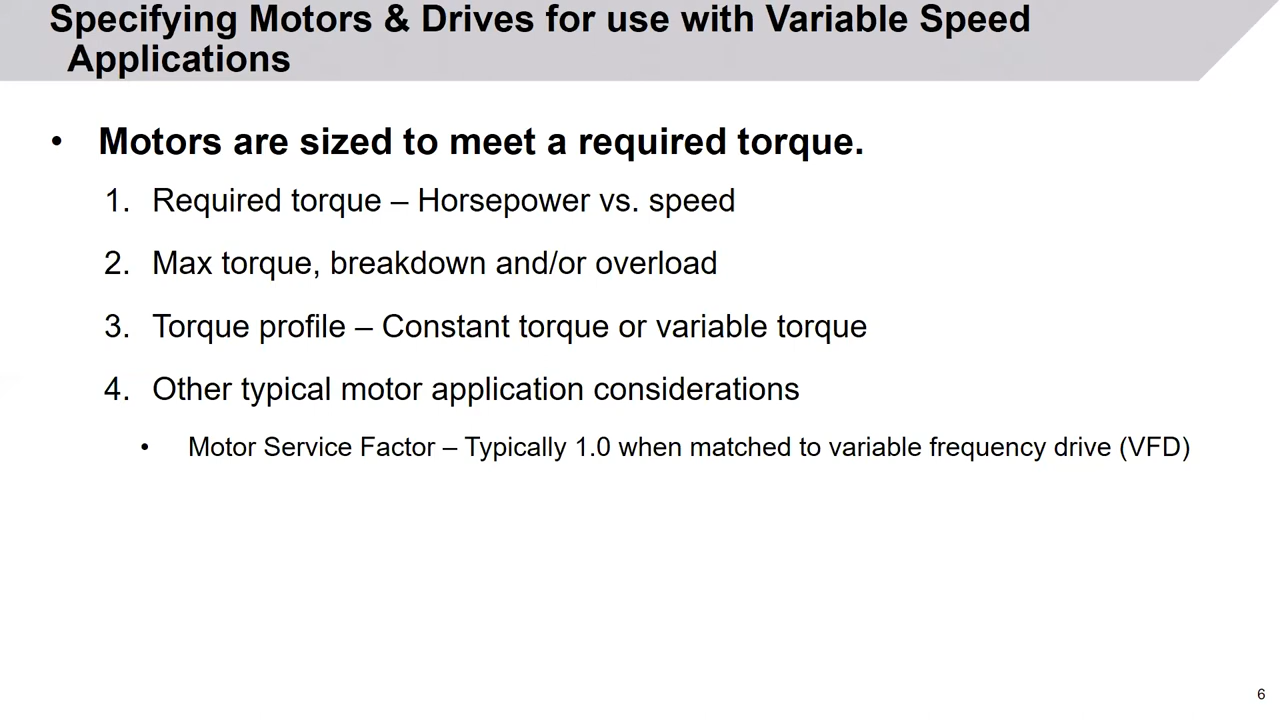 Specifying Motors & Drives for use with Variable Speed
Applications
• Motors are sized to meet a required torque.
1. Required torque – Horsepower vs. speed
2. Max torque, breakdown and/or overload
3. Torque profile – Constant torque or variable torque
4. Other typical motor application considerations
• Motor Service Factor – Typically 1.0 when matched to variable frequency drive (VFD)
6